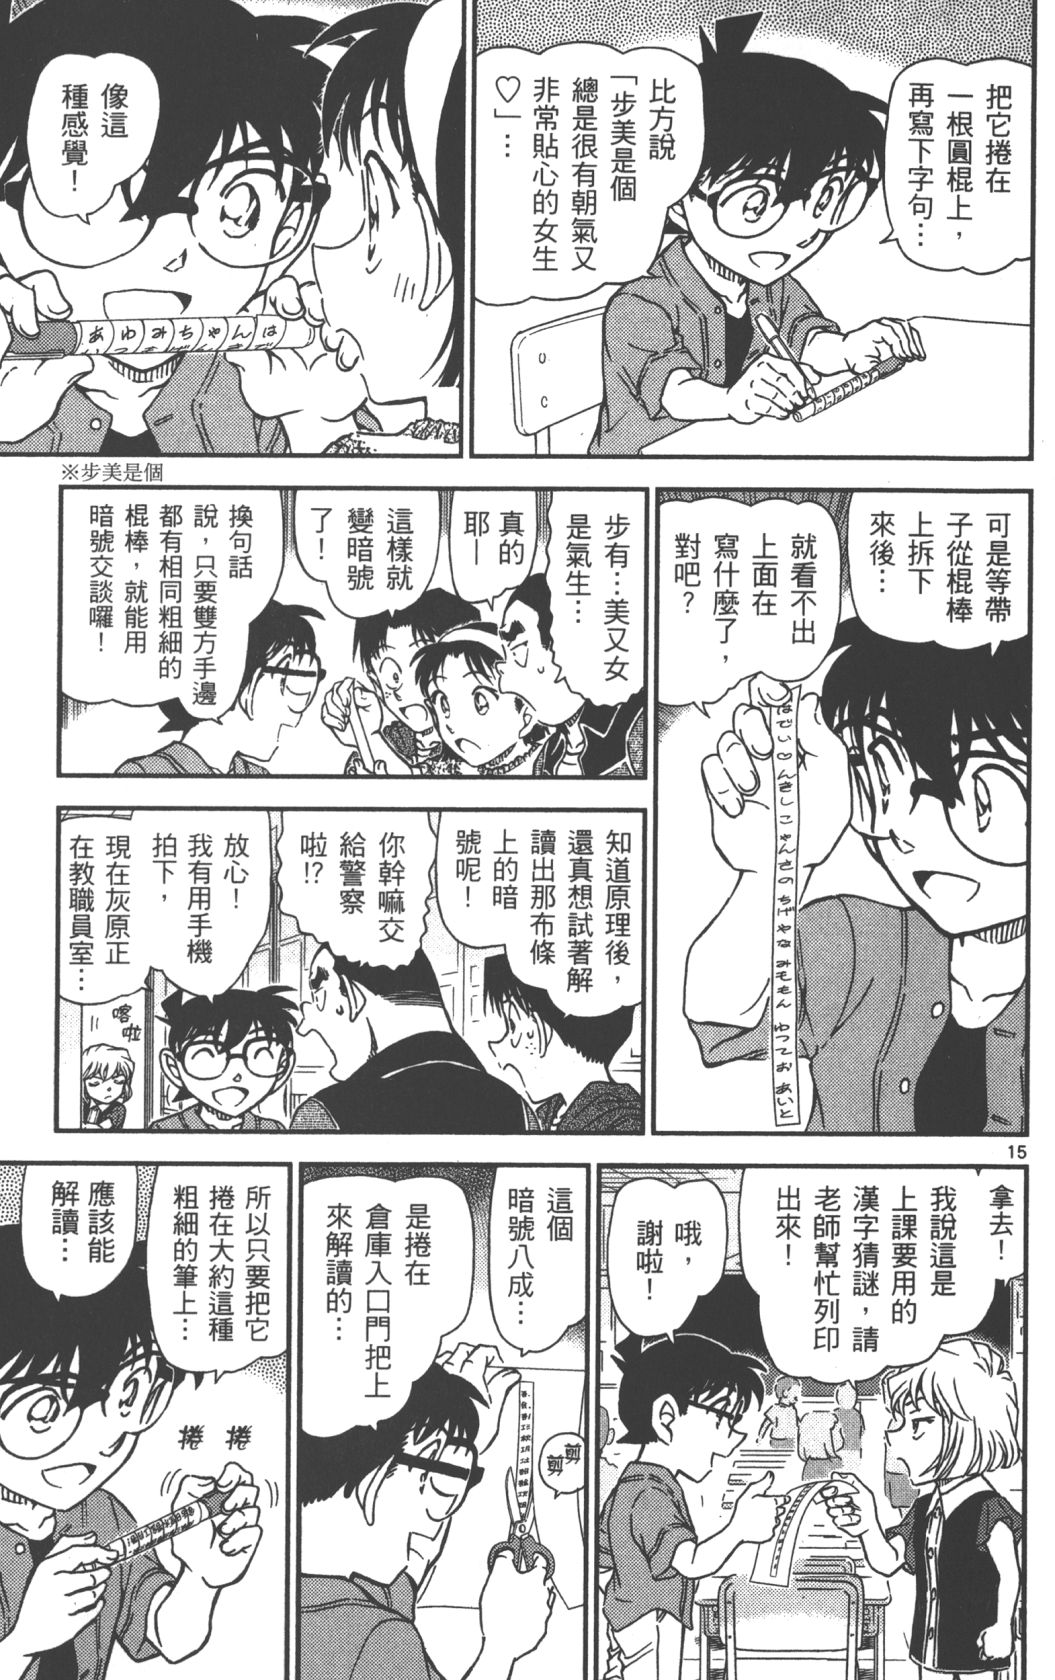 把它捲在
一根圓棍上，
再寫下字句…
比方說
「步美是個
總是很有朝氣又
非常貼心的女生
♡」…
像這
種感覺！
あゆみちゃんは
※步美是個
可是等帶
子從棍棒
上拆下
來後…
就看不出
上面在
寫什麼了，
對吧？
步有…美又女
是氣生…
真的
耶—
這樣就
變暗號
了！
換句話
說，只要雙方手邊
都有相同粗細的
棍棒，就能用
暗號交談囉！
知道原理後，
還真想試著解
讀出那布條
上的暗
號呢！
你幹嘛交
給警察
啦！？
放心！
我有用手機
拍下，
現在灰原正
在教職員室…
喀啦
15
拿去！
我說這是
上課要用的
漢字猜謎，請
老師幫忙列印
出來！
哦，
謝啦！
這個
暗號八成…
是捲在
倉庫入口門把上
來解讀的…
剪
剪
所以只要把它
捲在大約這種
粗細的筆上…
應該能
解讀…
捲
捲